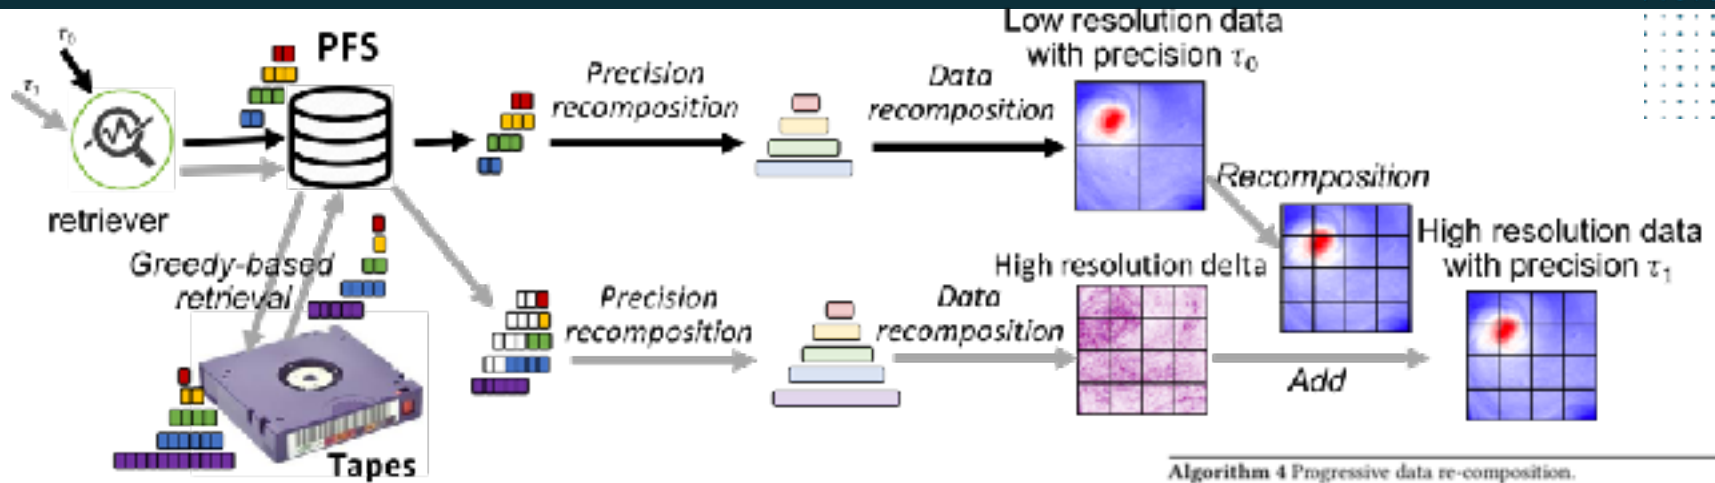 τ₀
τ₁
PFS
retriever
Greedy-based
retrieval
Tapes
Precision
recomposition
Data
recomposition
Low resolution data
with precision τ₀
Recomposition
Precision
recomposition
Data
recomposition
High resolution delta
Add
High resolution data
with precision τ₁
Algorithm 4 Progressive data re-composition.